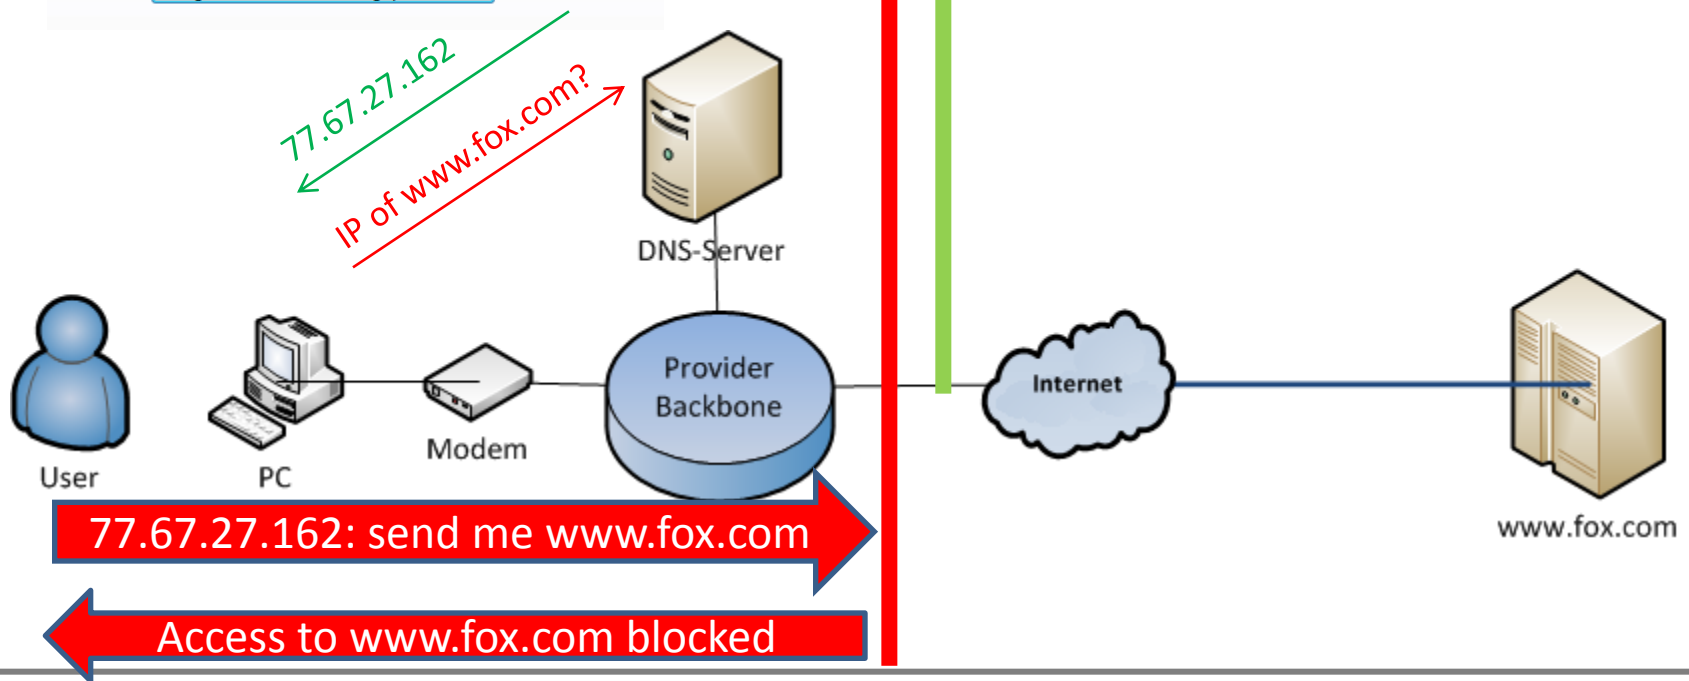 77.67.27.162
IP of www.fox.com?
DNS-Server
Provider
Backbone
Internet
Modem
User
PC
www.fox.com
77.67.27.162: send me www.fox.com
Access to www.fox.com blocked